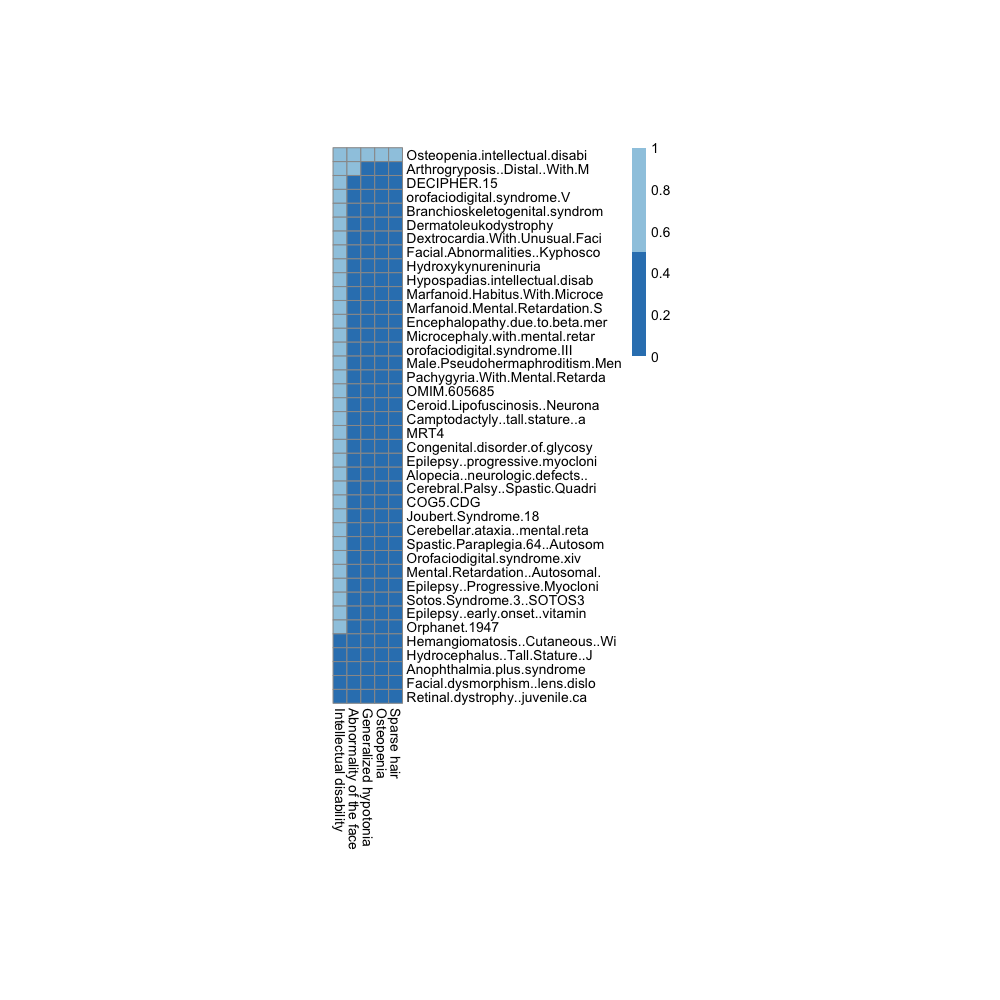 Osteopenia.intellectual.disabi
Arthrogryposis..Distal..With.M
DECIPHER.15
orofaciodigital.syndrome.V
Branchioskeletogenital.syndrom
Dermatoleukodystrophy
Dextrocardia.With.Unusual.Faci
Facial.Abnormalities..Kyphosco
Hydroxykynureninuria
Hypospadias.intellectual.disab
Marfanoid.Habitus.With.Microce
Marfanoid.Mental.Retardation.S
Encephalopathy.due.to.beta.mer
Microcephaly.with.mental.retar
orofaciodigital.syndrome.III
Male.Pseudohermaphroditism.Men
Pachygyria.With.Mental.Retarda
OMIM.605685
Ceroid.Lipofuscinosis..Neurona
Camptodactyly..tall.stature..a
MRT4
Congenital.disorder.of.glycosy
Epilepsy..progressive.myocloni
Alopecia..neurologic.defects..
Cerebral.Palsy..Spastic.Quadri
COG5.CDG
Joubert.Syndrome.18
Cerebellar.ataxia..mental.reta
Spastic.Paraplegia.64..Autosom
Orofaciodigital.syndrome.xiv
Mental.Retardation..Autosomal.
Epilepsy..Progressive.Myocloni
Sotos.Syndrome.3..SOTOS3
Epilepsy..early.onset..vitamin
Orphanet.1947
Hemangiomatosis..Cutaneous..Wi
Hydrocephalus..Tall.Stature..J
Anophthalmia.plus.syndrome
Facial.dysmorphism..lens.dislo
Retinal.dystrophy..juvenile.ca
Intellectual disability
Abnormality of the face
Generalized hypotonia
Osteopenia
Sparse hair
1
0.8
0.6
0.4
0.2
0